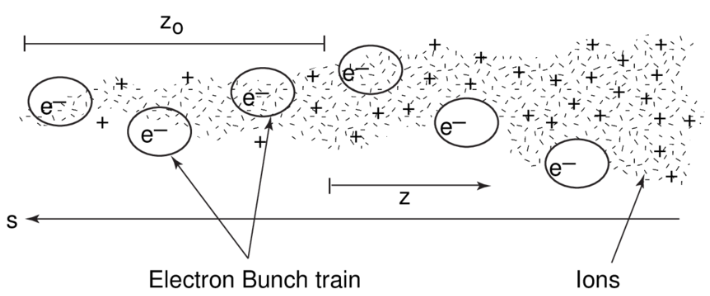 z₀
e⁻
e⁻
e⁻
e⁻
e⁻
e⁻
z
s
Electron Bunch train
Ions